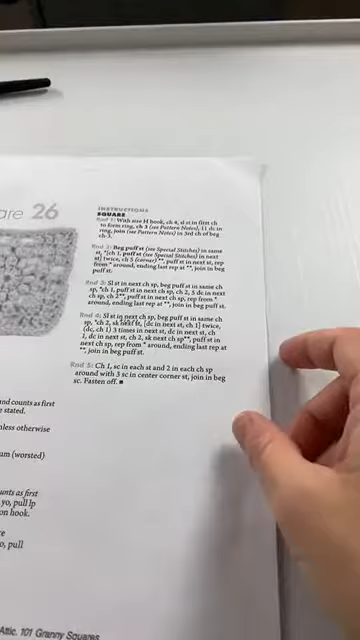 are 26
INSTRUCTIONS
SQUARE
Rnd 1: With size H hook, ch 4, sl st in first ch
to form ring, ch 3 (see Pattern Notes), 11 dc in
ring, join (see Pattern Notes) in 3rd ch of beg
ch-3.
Rnd 2: Beg puff st (see Special Stitches) in same
st, *[ch 1, puff st (see Special Stitches) in next
st] twice, ch 5 (corner)**, puff st in next st, rep
from * around, ending last rep at **, join in beg
puff st.
Rnd 3: Sl st in next ch sp, beg puff st in same ch
sp, *ch 1, puff st in next ch sp, ch 2, 5 dc in next
ch sp, ch 2**, puff st in next ch sp, rep from *
around, ending last rep at **, join in beg puff st.
Rnd 4: Sl st in next ch sp, beg puff st in same ch
sp, *ch 2, sk next st, [dc in next st, ch 1] twice,
(dc, ch 1) 3 times in next st, dc in next st, ch
1, dc in next st, ch 2, sk next ch sp**, puff st in
next ch sp, rep from * around, ending last rep at
**, join in beg puff st.
Rnd 5: Ch 1, sc in each st and 2 in each ch sp
around with 3 sc in center corner st, join in beg
sc. Fasten off. ■
nd counts as first
e stated.
nless otherwise
um (worsted)
unts as first
yo, pull lp
on hook.
re
o, pull
Attic. 101 Granny Squares